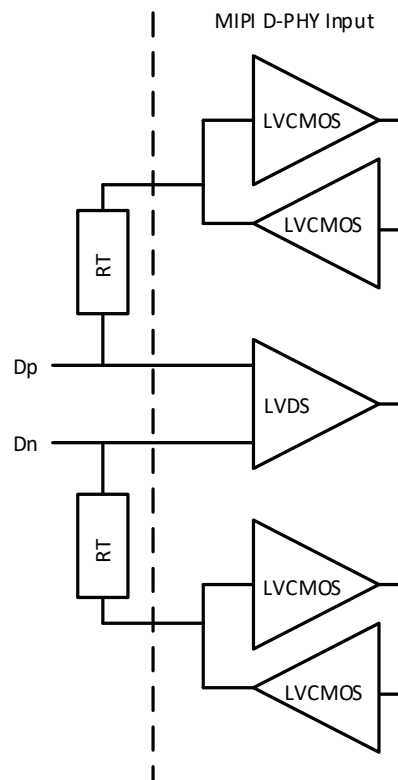 MIPI D-PHY Input
LVCMOS
LVCMOS
RT
Dp
LVDS
Dn
RT
LVCMOS
LVCMOS